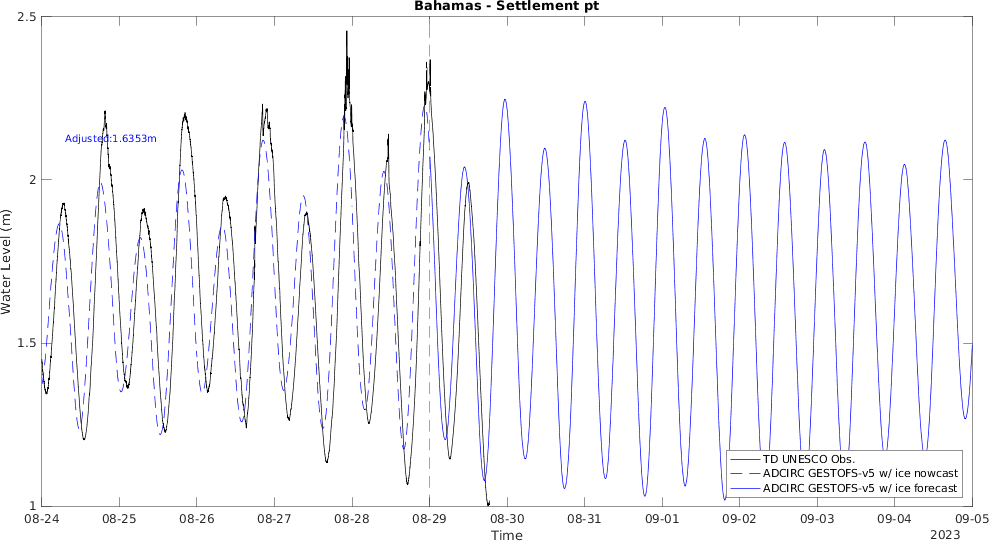 Bahamas - Settlement pt
2.5
2
1.5
1
Water Level (m)
Adjusted:1.6353m
TD UNESCO Obs.
ADCIRC GESTOFS-v5 w/ ice nowcast
ADCIRC GESTOFS-v5 w/ ice forecast
08-24 08-25 08-26 08-27 08-28 08-29 08-30 08-31 09-01 09-02 09-03 09-04 09-05
Time
2023